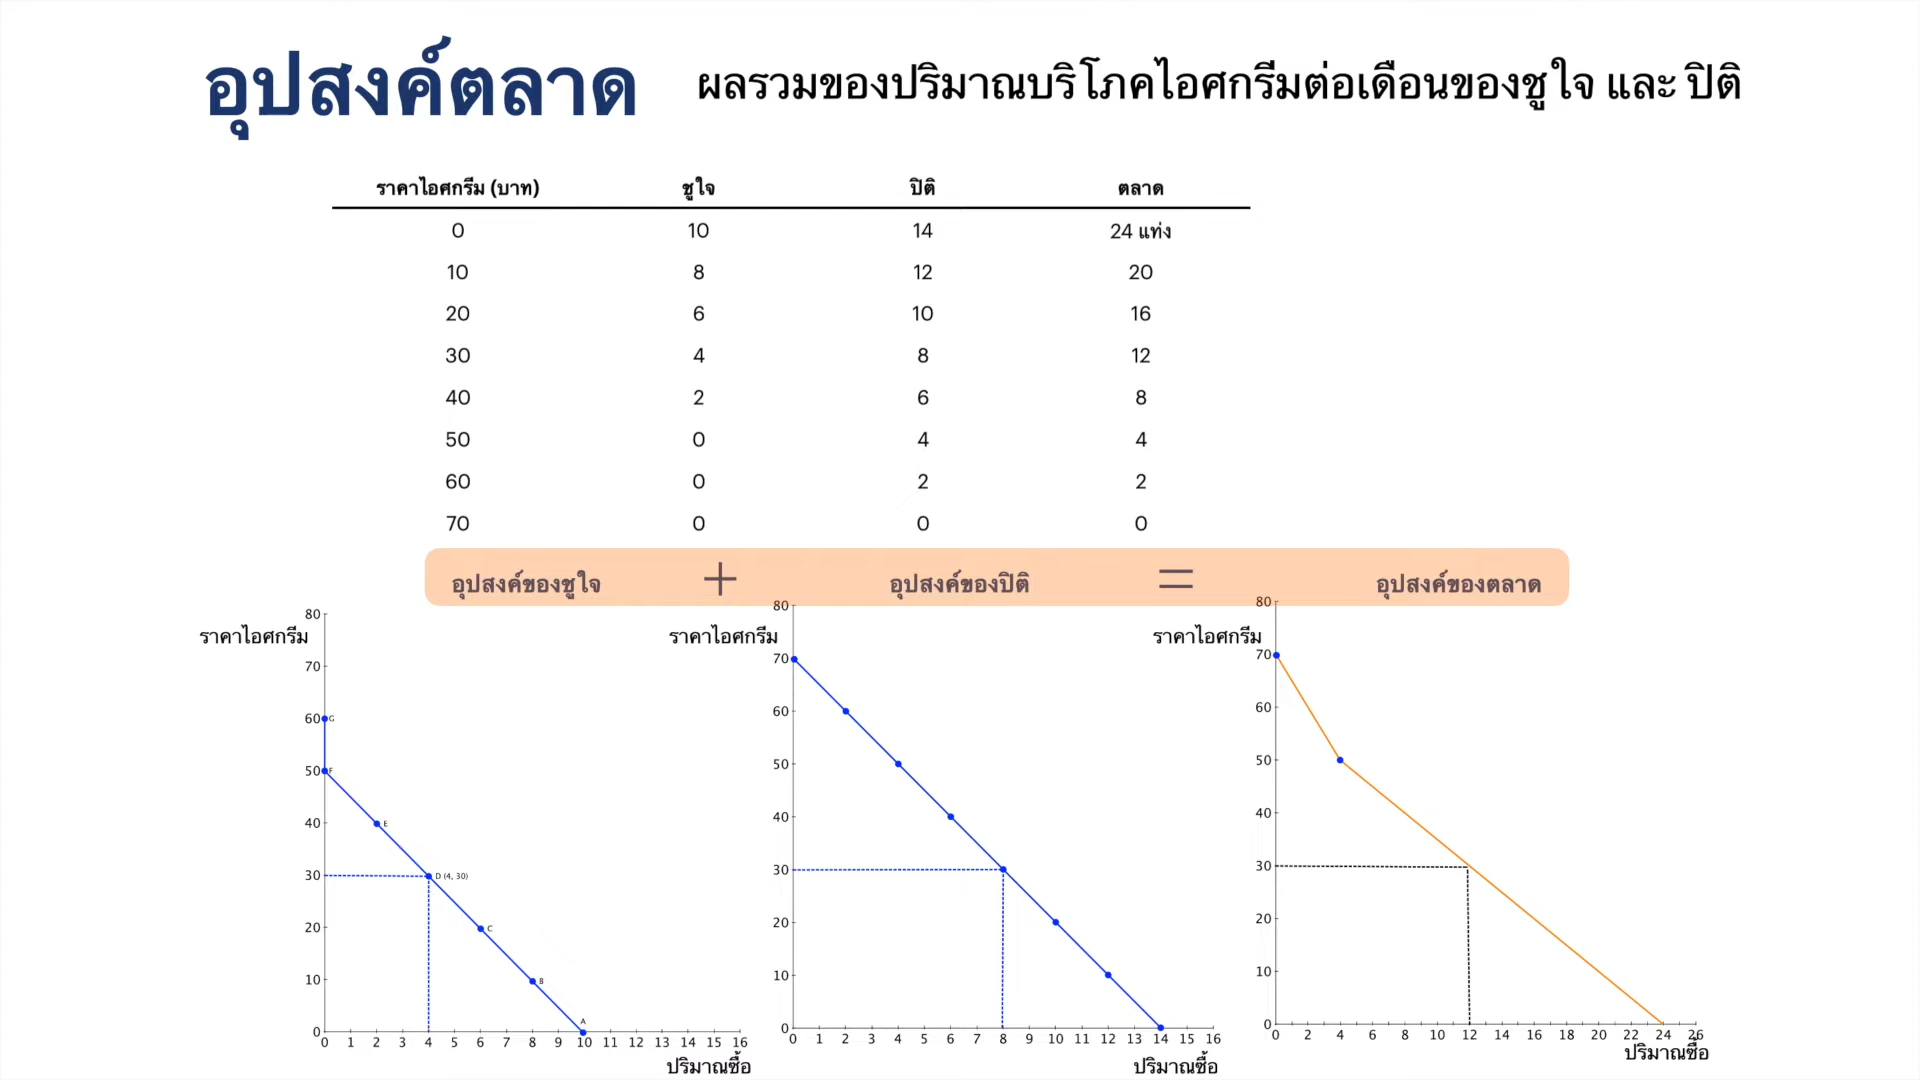 อุปสงค์ตลาด
ผลรวมของปริมาณบริโภคไอศกรีมต่อเดือนของชูใจ และ ปิติ
ราคาไอศกรีม (บาท) ชูใจ ปิติ ตลาด
0 10 14 24 แท่ง
10 8 12 20
20 6 10 16
30 4 8 12
40 2 6 8
50 0 4 4
60 0 2 2
70 0 0 0
อุปสงค์ของชูใจ + อุปสงค์ของปิติ = อุปสงค์ของตลาด
ราคาไอศกรีม
80
70
60
50
40
30
20
10
0
G
F
E
D (4, 30)
C
B
A
0 1 2 3 4 5 6 7 8 9 10 11 12 13 14 15 16
ปริมาณซื้อ
ราคาไอศกรีม
80
70
60
50
40
30
20
10
0
0 1 2 3 4 5 6 7 8 9 10 11 12 13 14 15 16
ปริมาณซื้อ
ราคาไอศกรีม
80
70
60
50
40
30
20
10
0
0 2 4 6 8 10 12 14 16 18 20 22 24 26
ปริมาณซื้อ